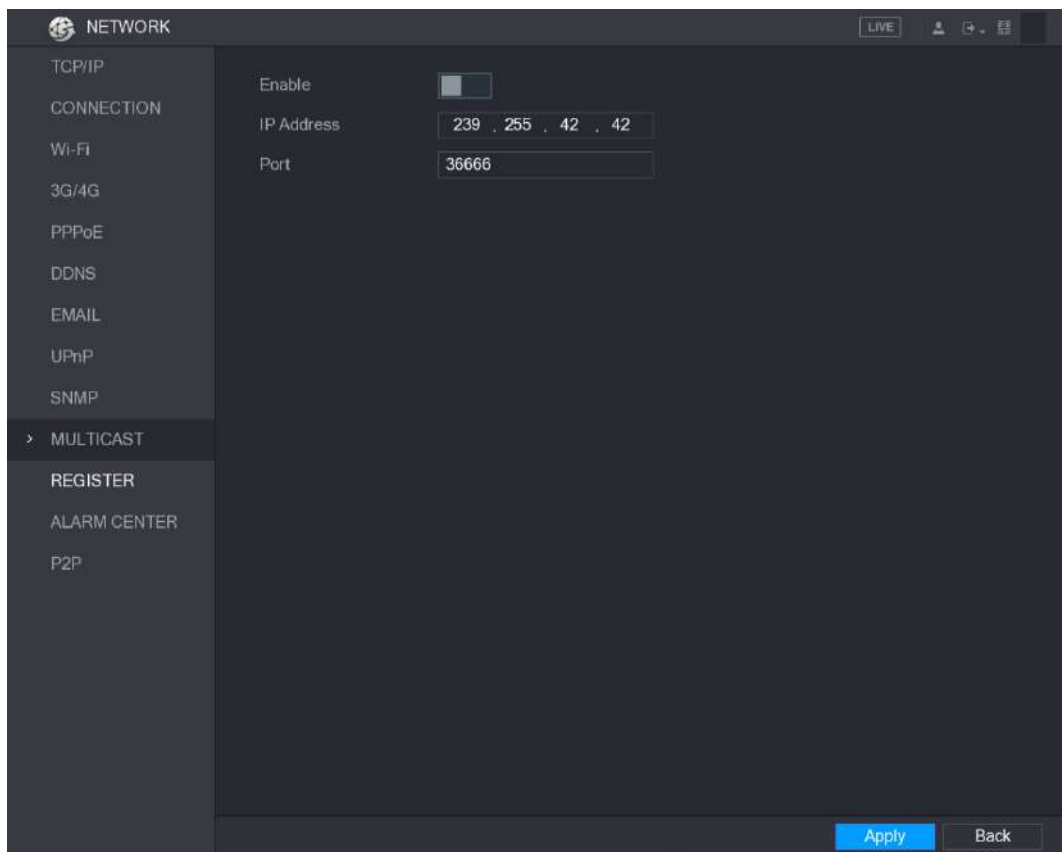 NETWORK
LIVE
TCP/IP
CONNECTION
Wi-Fi
3G/4G
PPPoE
DDNS
EMAIL
UPnP
SNMP
> MULTICAST
REGISTER
ALARM CENTER
P2P
Enable
IP Address 239 . 255 . 42 . 42
Port 36666
Apply Back